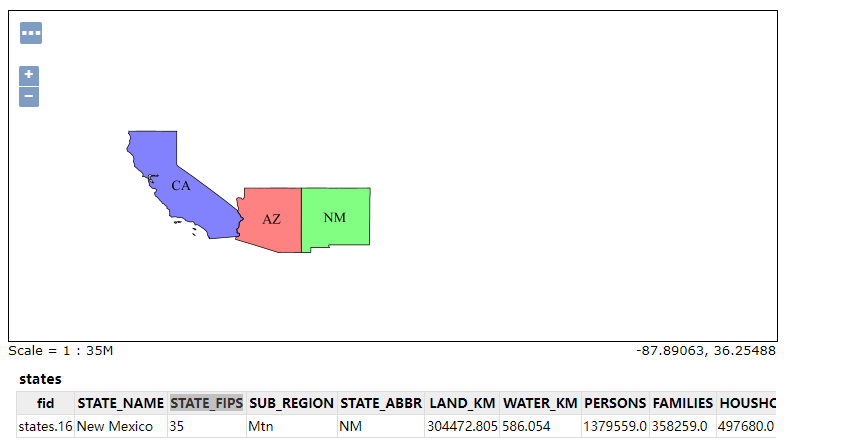 ...
+
−
CA
AZ NM
Scale = 1 : 35M -87.89063, 36.25488
states
fid STATE_NAME STATE_FIPS SUB_REGION STATE_ABBR LAND_KM WATER_KM PERSONS FAMILIES HOUSHO
states.16 New Mexico 35 Mtn NM 304472.805 586.054 1379559.0 358259.0 497680.0